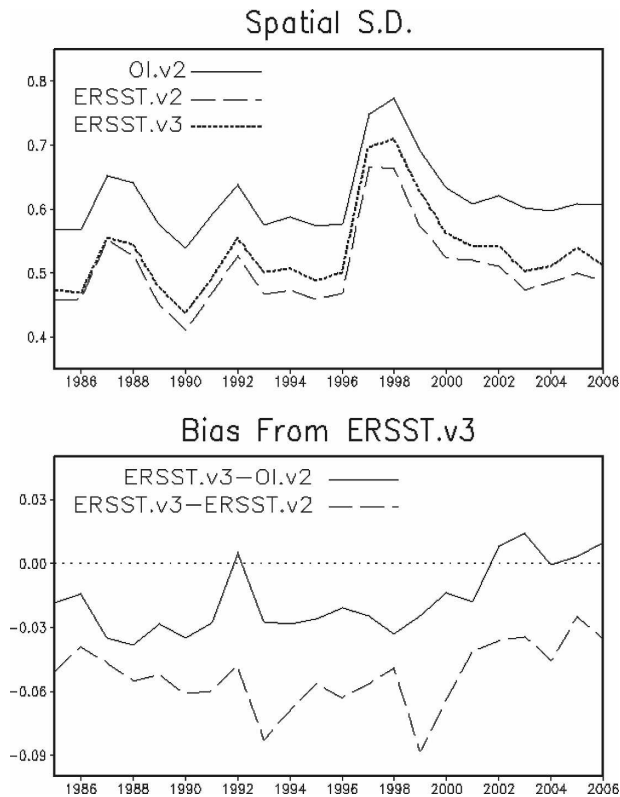 Spatial S.D.
OI.v2
ERSST.v2
ERSST.v3
0.8
0.7
0.6
0.5
0.4
1986 1988 1990 1992 1994 1996 1998 2000 2002 2004 2006
Bias From ERSST.v3
ERSST.v3-OI.v2
ERSST.v3-ERSST.v2
0.03
0.00
-0.03
-0.06
-0.09
1986 1988 1990 1992 1994 1996 1998 2000 2002 2004 2006